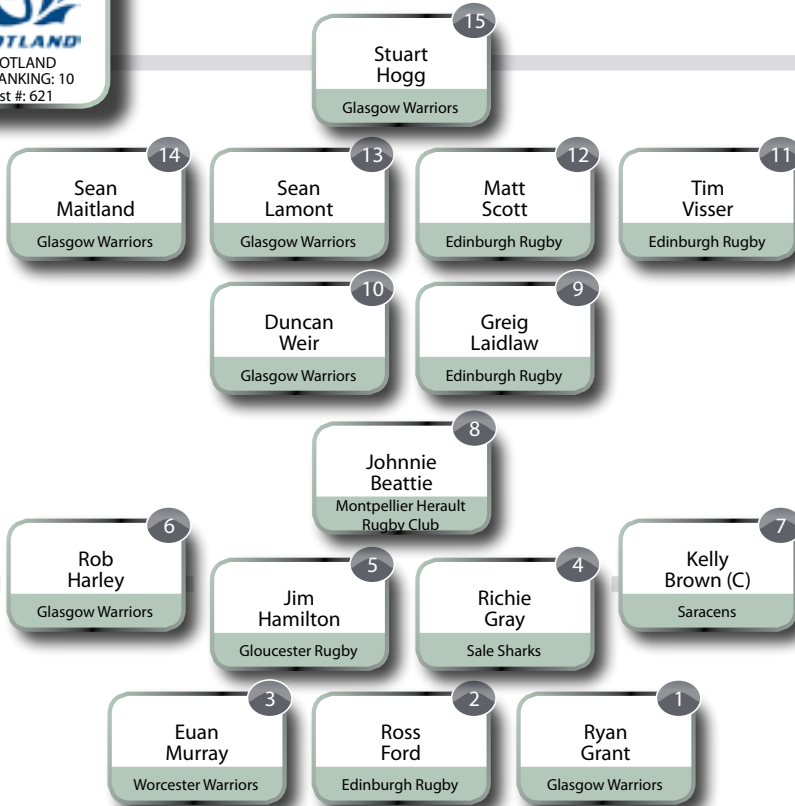 15
Stuart
Hogg
Glasgow Warriors
14
Sean
Maitland
Glasgow Warriors
13
Sean
Lamont
Glasgow Warriors
12
Matt
Scott
Edinburgh Rugby
11
Tim
Visser
Edinburgh Rugby
10
Duncan
Weir
Glasgow Warriors
9
Greig
Laidlaw
Edinburgh Rugby
8
Johnnie
Beattie
Montpellier Herault
Rugby Club
6
Rob
Harley
Glasgow Warriors
5
Jim
Hamilton
Gloucester Rugby
4
Richie
Gray
Sale Sharks
7
Kelly
Brown (C)
Saracens
3
Euan
Murray
Worcester Warriors
2
Ross
Ford
Edinburgh Rugby
1
Ryan
Grant
Glasgow Warriors
: 10
#: 621